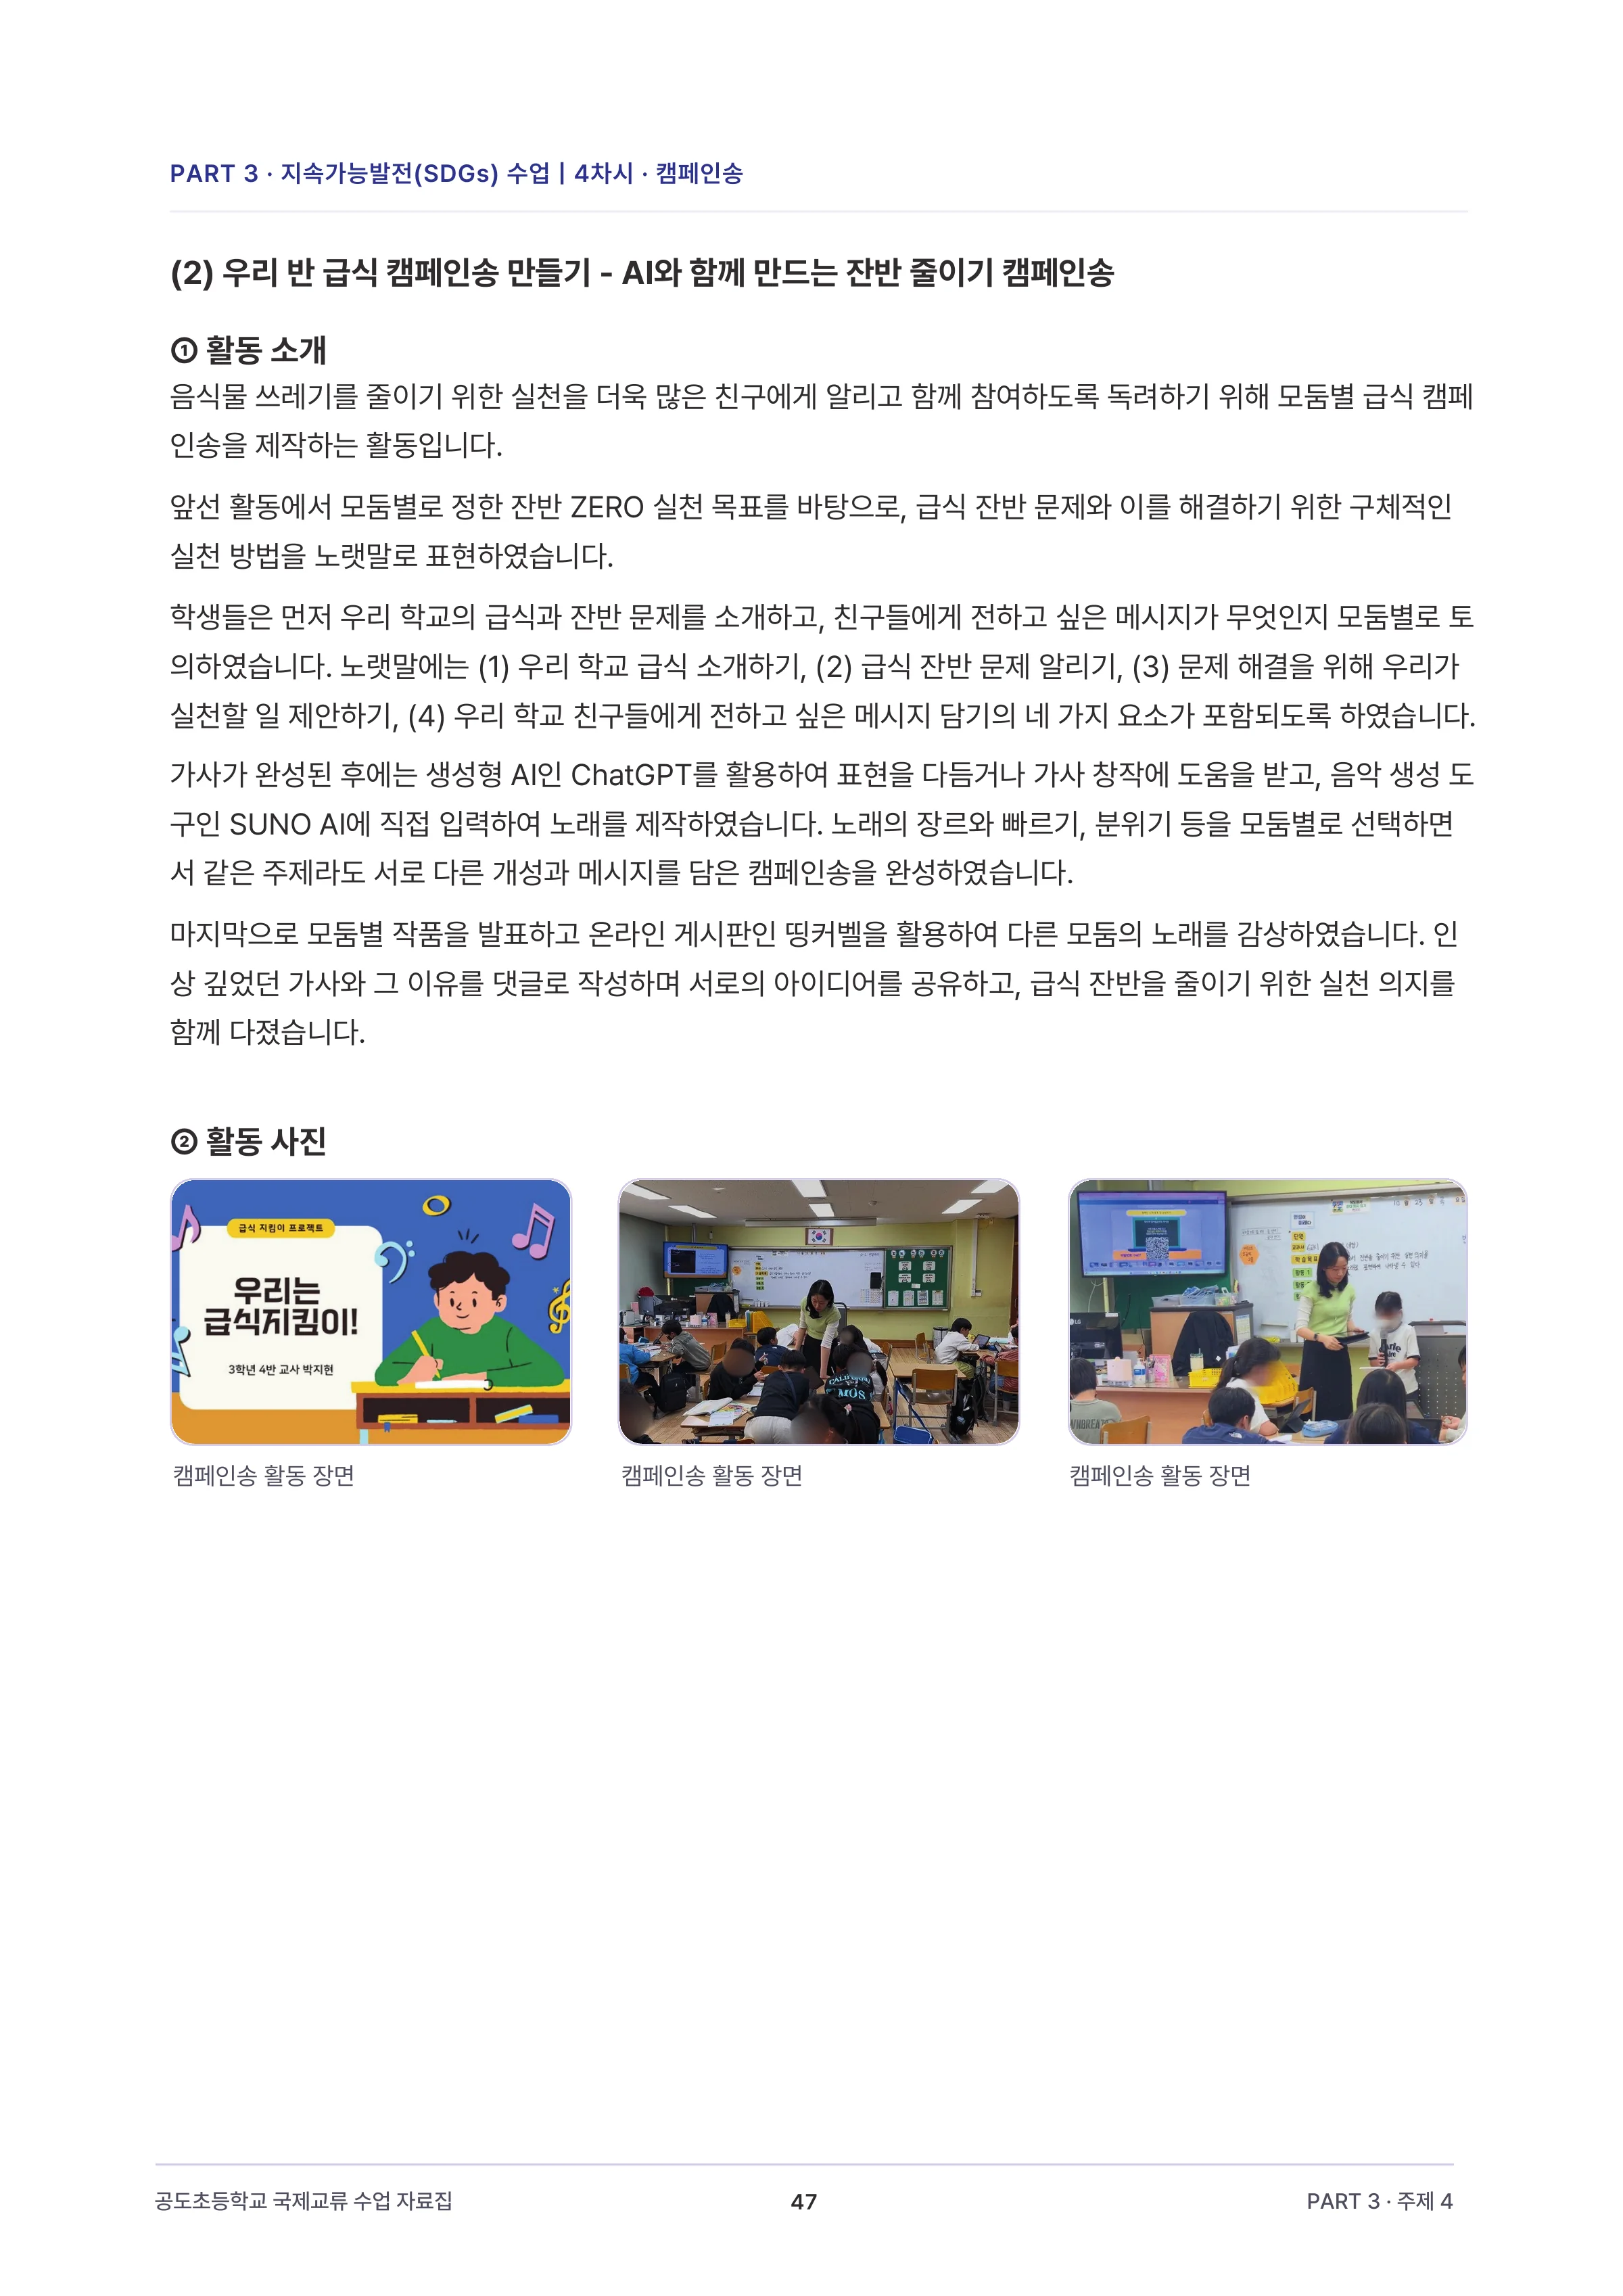 PART 3 · 지속가능발전(SDGs) 수업 | 4차시 · 캠페인송
(2) 우리 반 급식 캠페인송 만들기 - AI와 함께 만드는 잔반 줄이기 캠페인송
① 활동 소개
음식물 쓰레기를 줄이기 위한 실천을 더욱 많은 친구에게 알리고 함께 참여하도록 독려하기 위해 모둠별 급식 캠페
인송을 제작하는 활동입니다.
앞선 활동에서 모둠별로 정한 잔반 ZERO 실천 목표를 바탕으로, 급식 잔반 문제와 이를 해결하기 위한 구체적인
실천 방법을 노랫말로 표현하였습니다.
학생들은 먼저 우리 학교의 급식과 잔반 문제를 소개하고, 친구들에게 전하고 싶은 메시지가 무엇인지 모둠별로 토
의하였습니다. 노랫말에는 (1) 우리 학교 급식 소개하기, (2) 급식 잔반 문제 알리기, (3) 문제 해결을 위해 우리가
실천할 일 제안하기, (4) 우리 학교 친구들에게 전하고 싶은 메시지 담기의 네 가지 요소가 포함되도록 하였습니다.
가사가 완성된 후에는 생성형 AI인 ChatGPT를 활용하여 표현을 다듬거나 가사 창작에 도움을 받고, 음악 생성 도
구인 SUNO AI에 직접 입력하여 노래를 제작하였습니다. 노래의 장르와 빠르기, 분위기 등을 모둠별로 선택하면
서 같은 주제라도 서로 다른 개성과 메시지를 담은 캠페인송을 완성하였습니다.
마지막으로 모둠별 작품을 발표하고 온라인 게시판인 띵커벨을 활용하여 다른 모둠의 노래를 감상하였습니다. 인
상 깊었던 가사와 그 이유를 댓글로 작성하며 서로의 아이디어를 공유하고, 급식 잔반을 줄이기 위한 실천 의지를
함께 다졌습니다.
② 활동 사진
급식 지킴이 프로젝트
우리는
급식지킴이!
3학년 4반 교사 박지현
캠페인송 활동 장면
캠페인송 활동 장면
캠페인송 활동 장면
공도초등학교 국제교류 수업 자료집
47
PART 3 · 주제 4